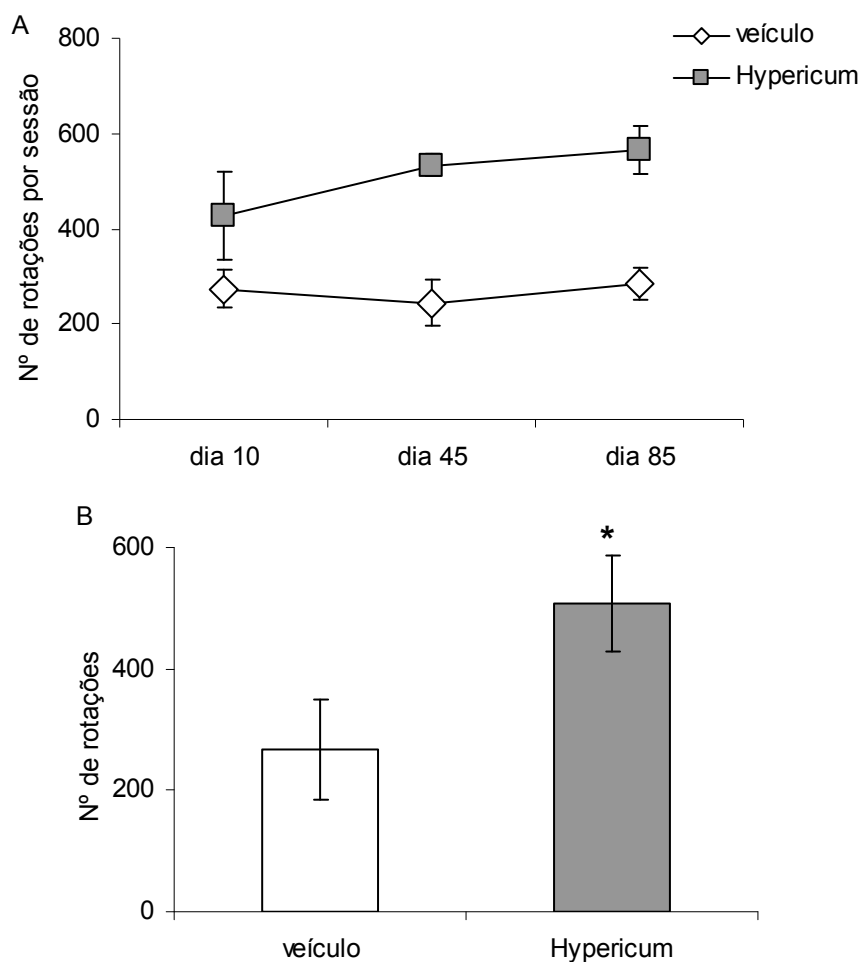 A
800
600
400
200
0
Nº de rotações por sessão
veículo
Hypericum
dia 10
dia 45
dia 85
B
*
600
400
200
0
Nº de rotações
veículo
Hypericum